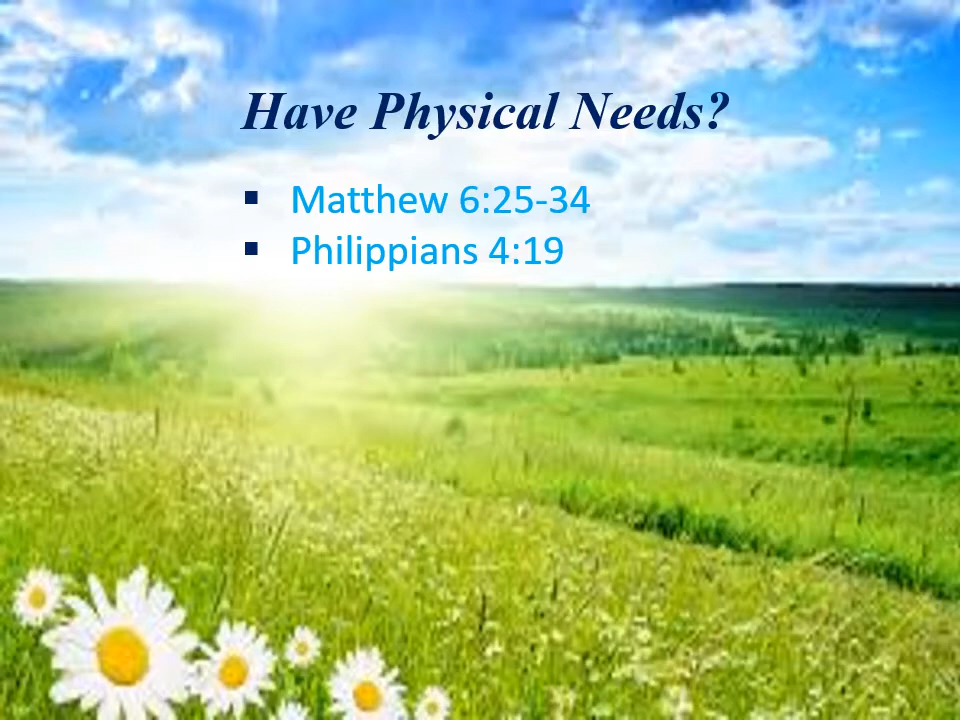 Have Physical Needs?
▪ Matthew 6:25-34
▪ Philippians 4:19